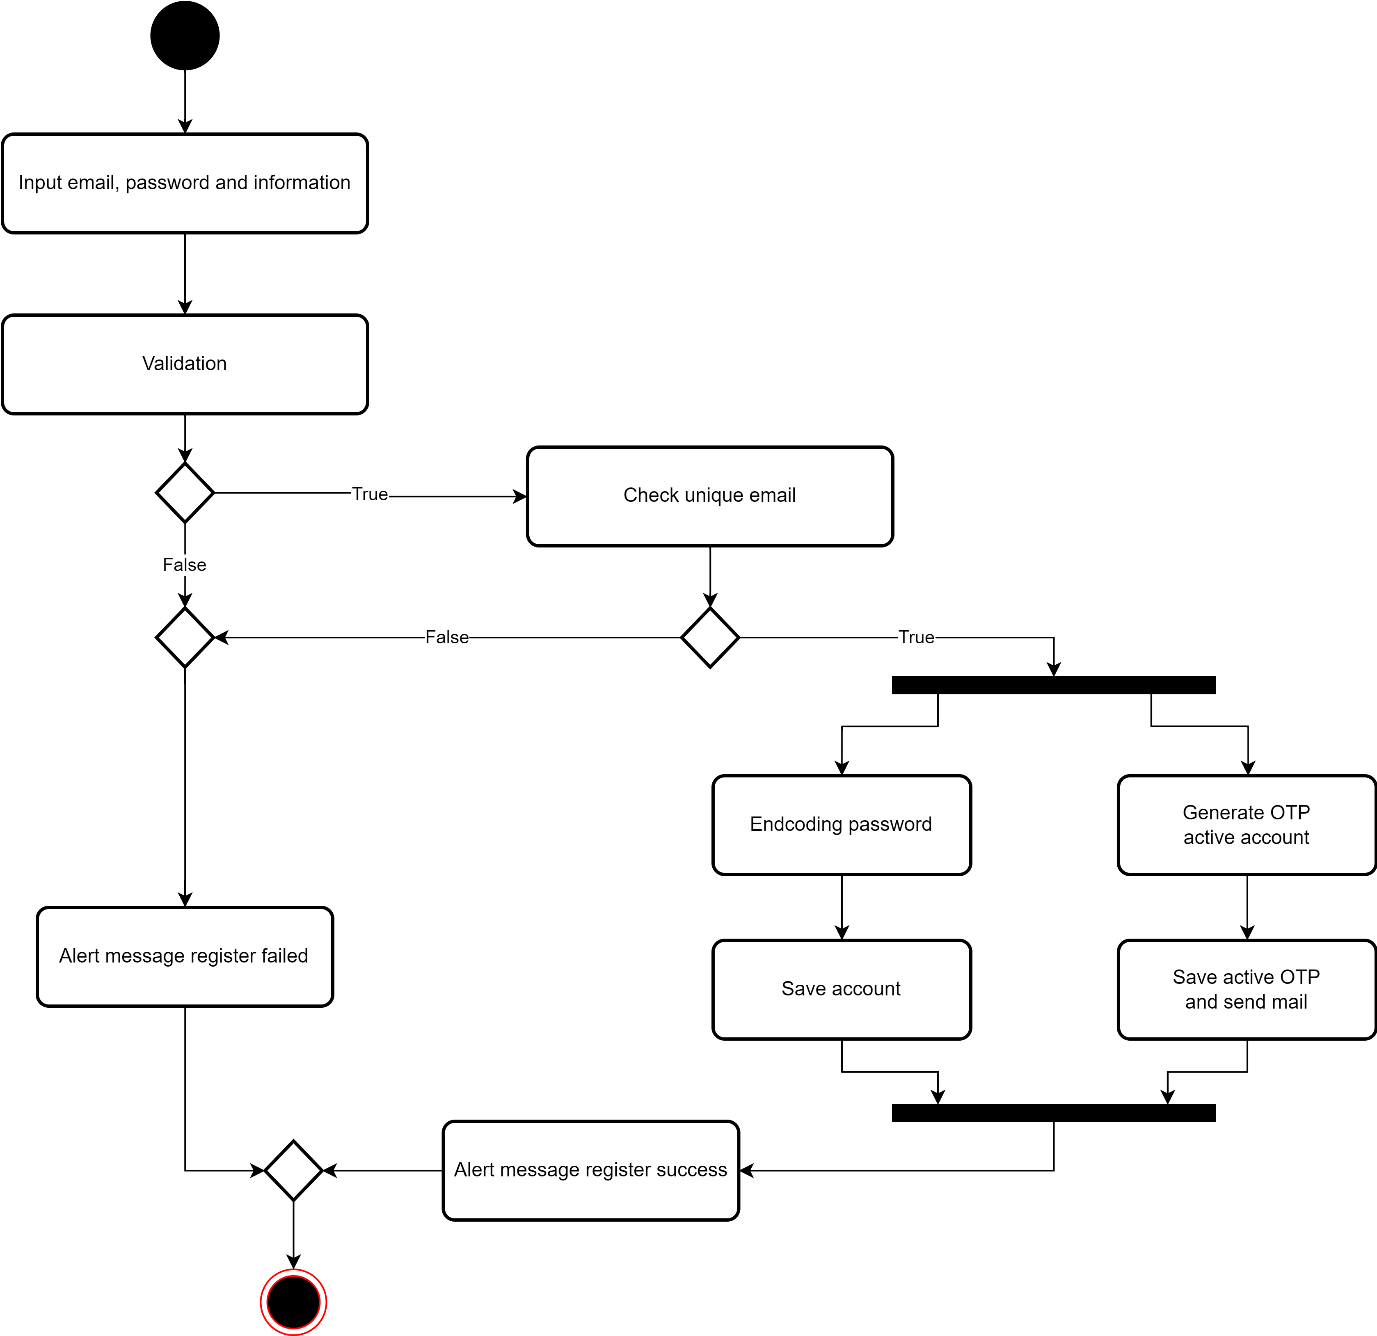 Input email, password and information
Validation
True
Check unique email
False
False
True
Endcoding password
Generate OTP
active account
Alert message register failed
Save account
Save active OTP
and send mail
Alert message register success